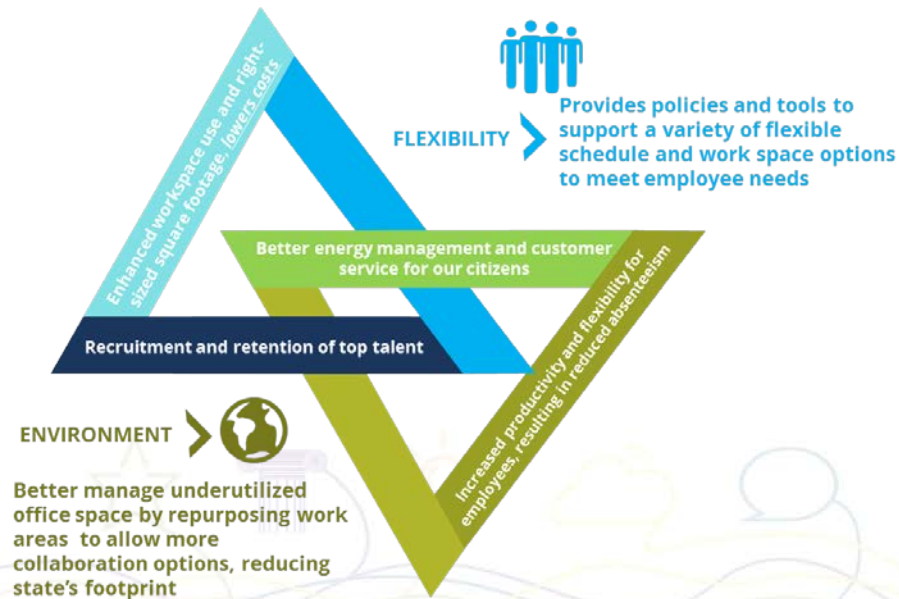 Enhanced workspace use and right-
sized square footage, lowers costs
FLEXIBILITY
Provides policies and tools to
support a variety of flexible
schedule and work space options
to meet employee needs
Better energy management and customer
service for our citizens
Increased productivity and flexibility for
employees, resulting in reduced absenteeism
Recruitment and retention of top talent
ENVIRONMENT
Better manage underutilized
office space by repurposing work
areas to allow more
collaboration options, reducing
state's footprint